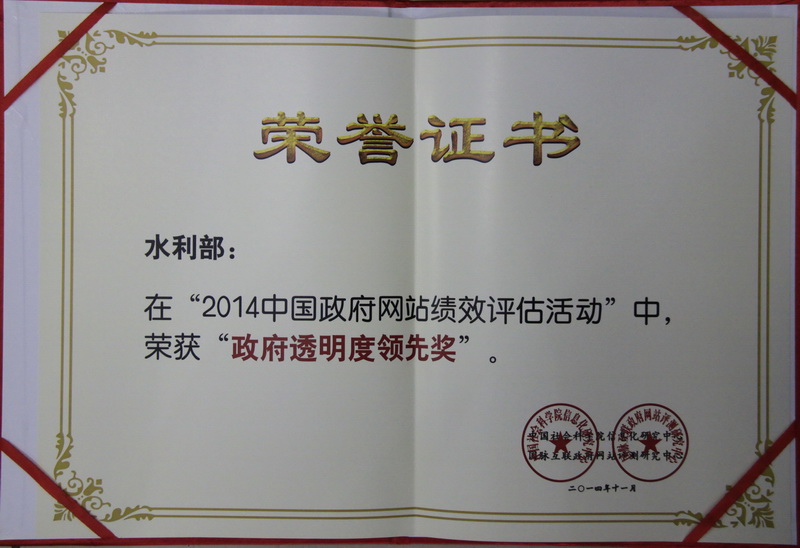 荣誉证书
水利部：
在“2014中国政府网站绩效评估活动”中，
荣获“政府透明度领先奖”。
中国社会科学院信息化研究中心
国脉互联政府网站评测研究中心
二〇一四年十一月